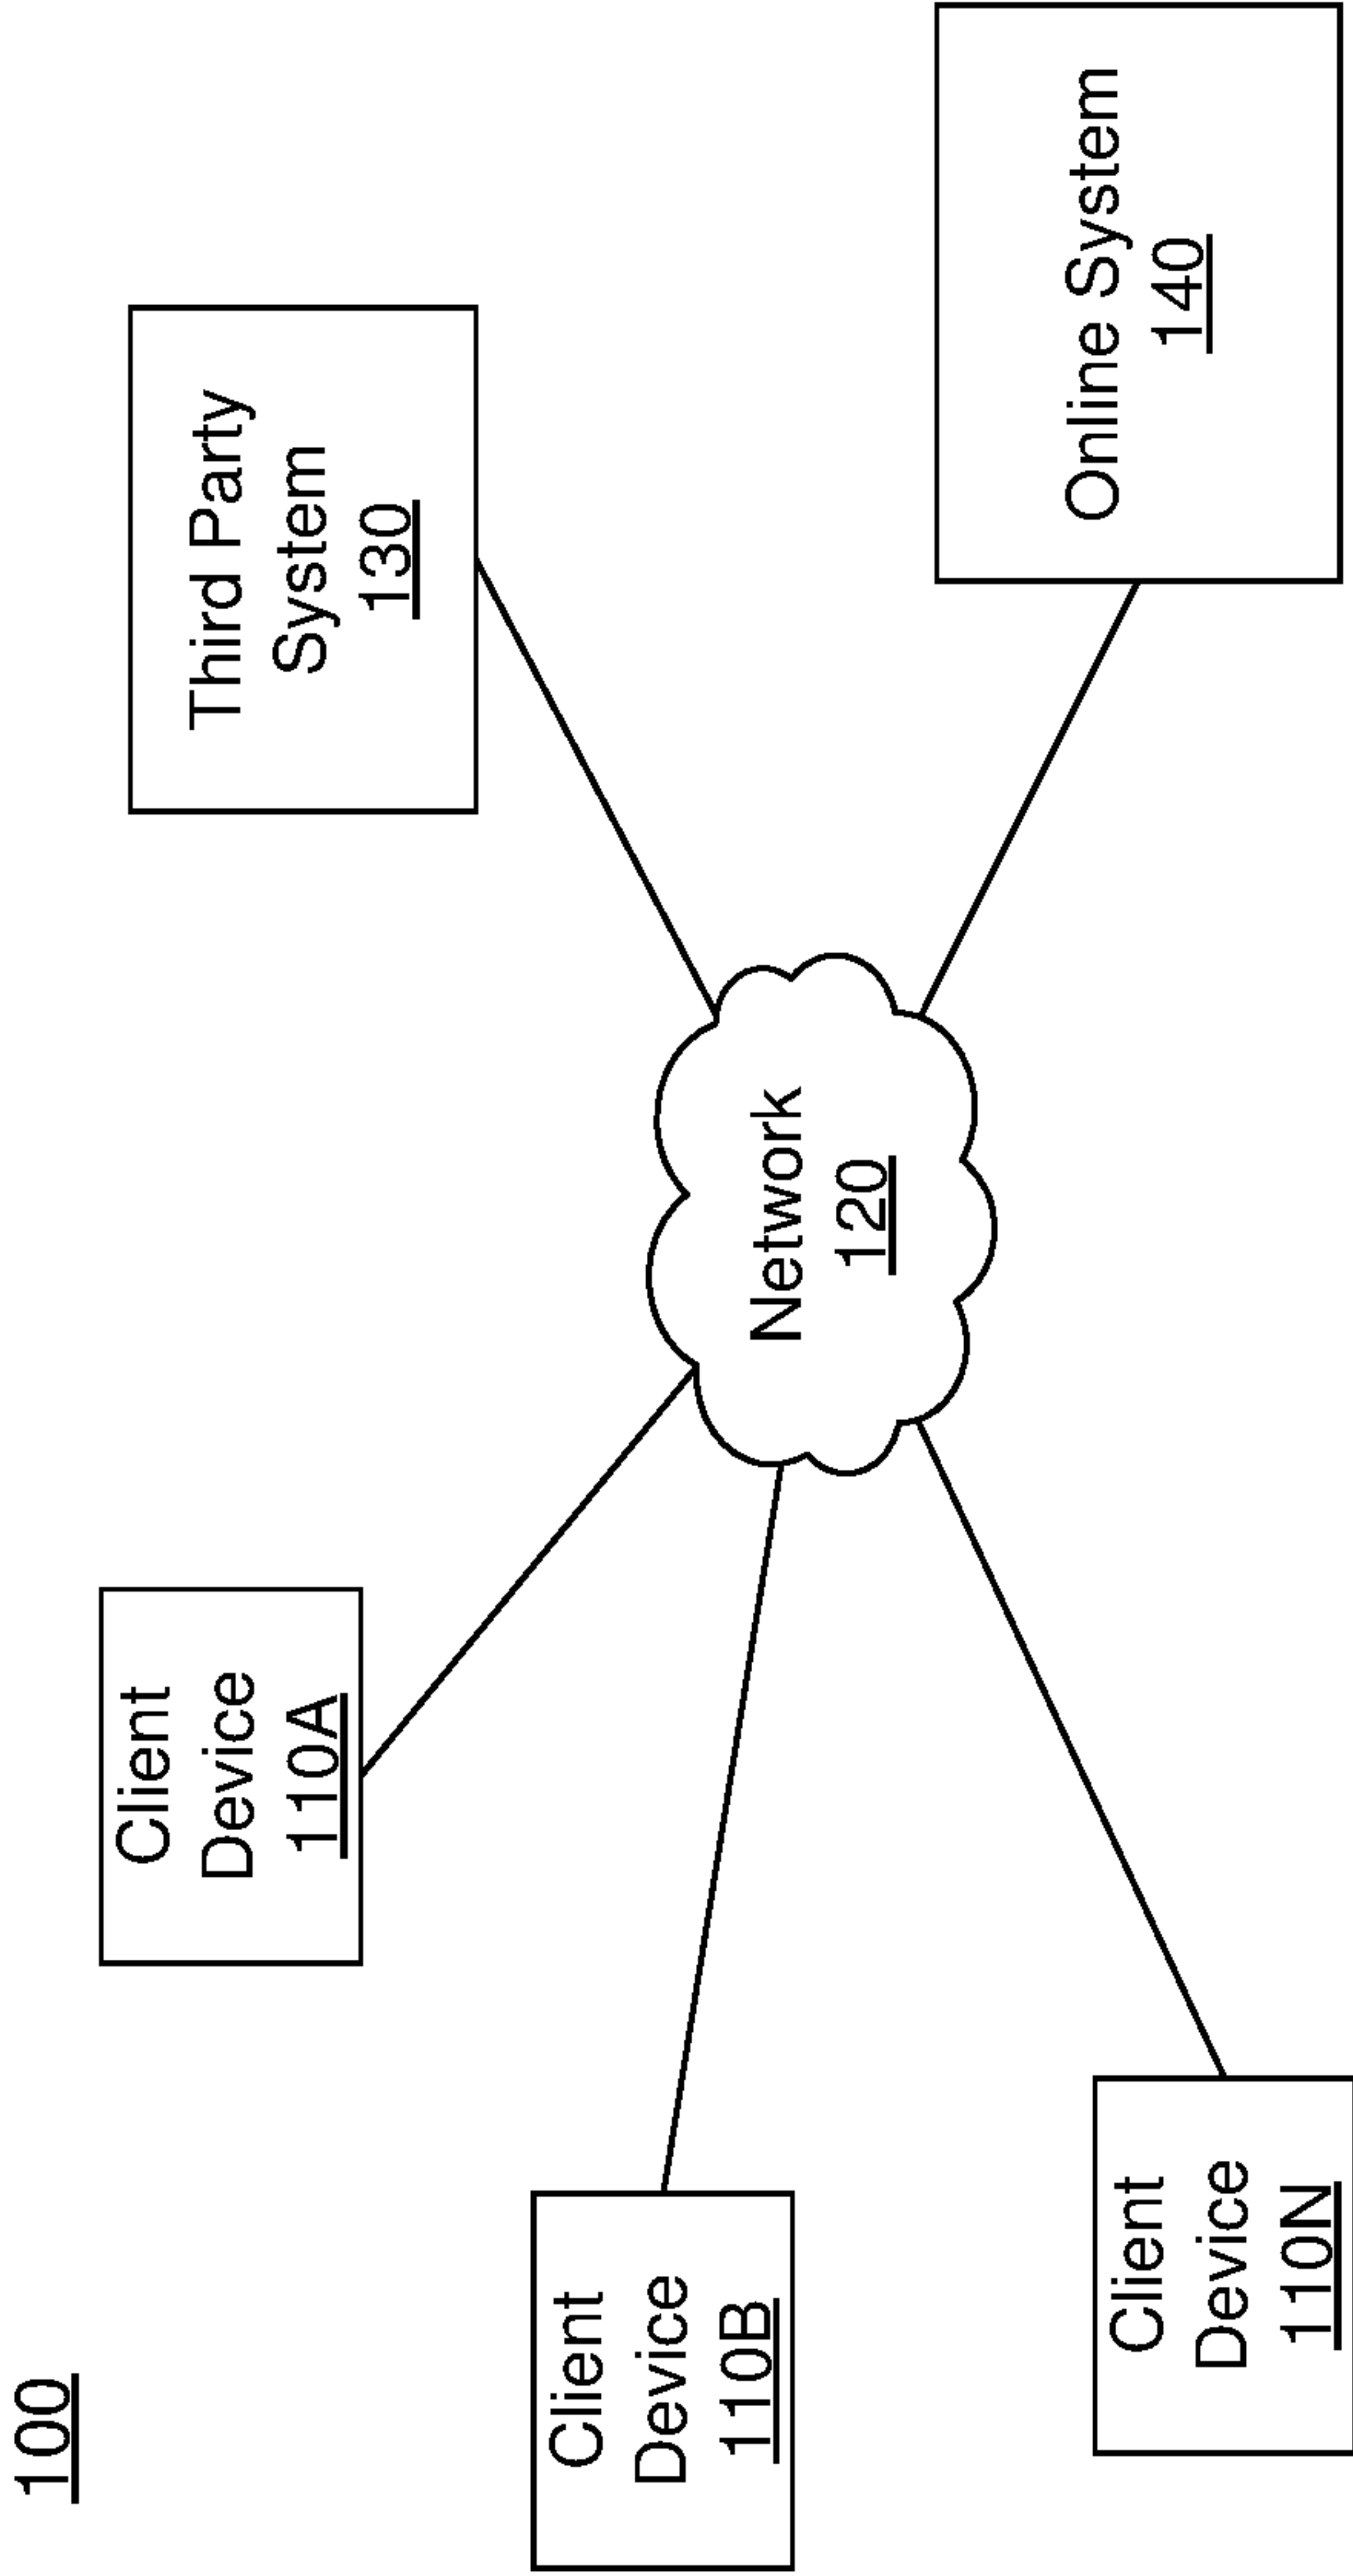 100
Client
Device
110A
Third Party
System
130
Client
Device
110B
Network
120
Client
Device
110N
Online System
140